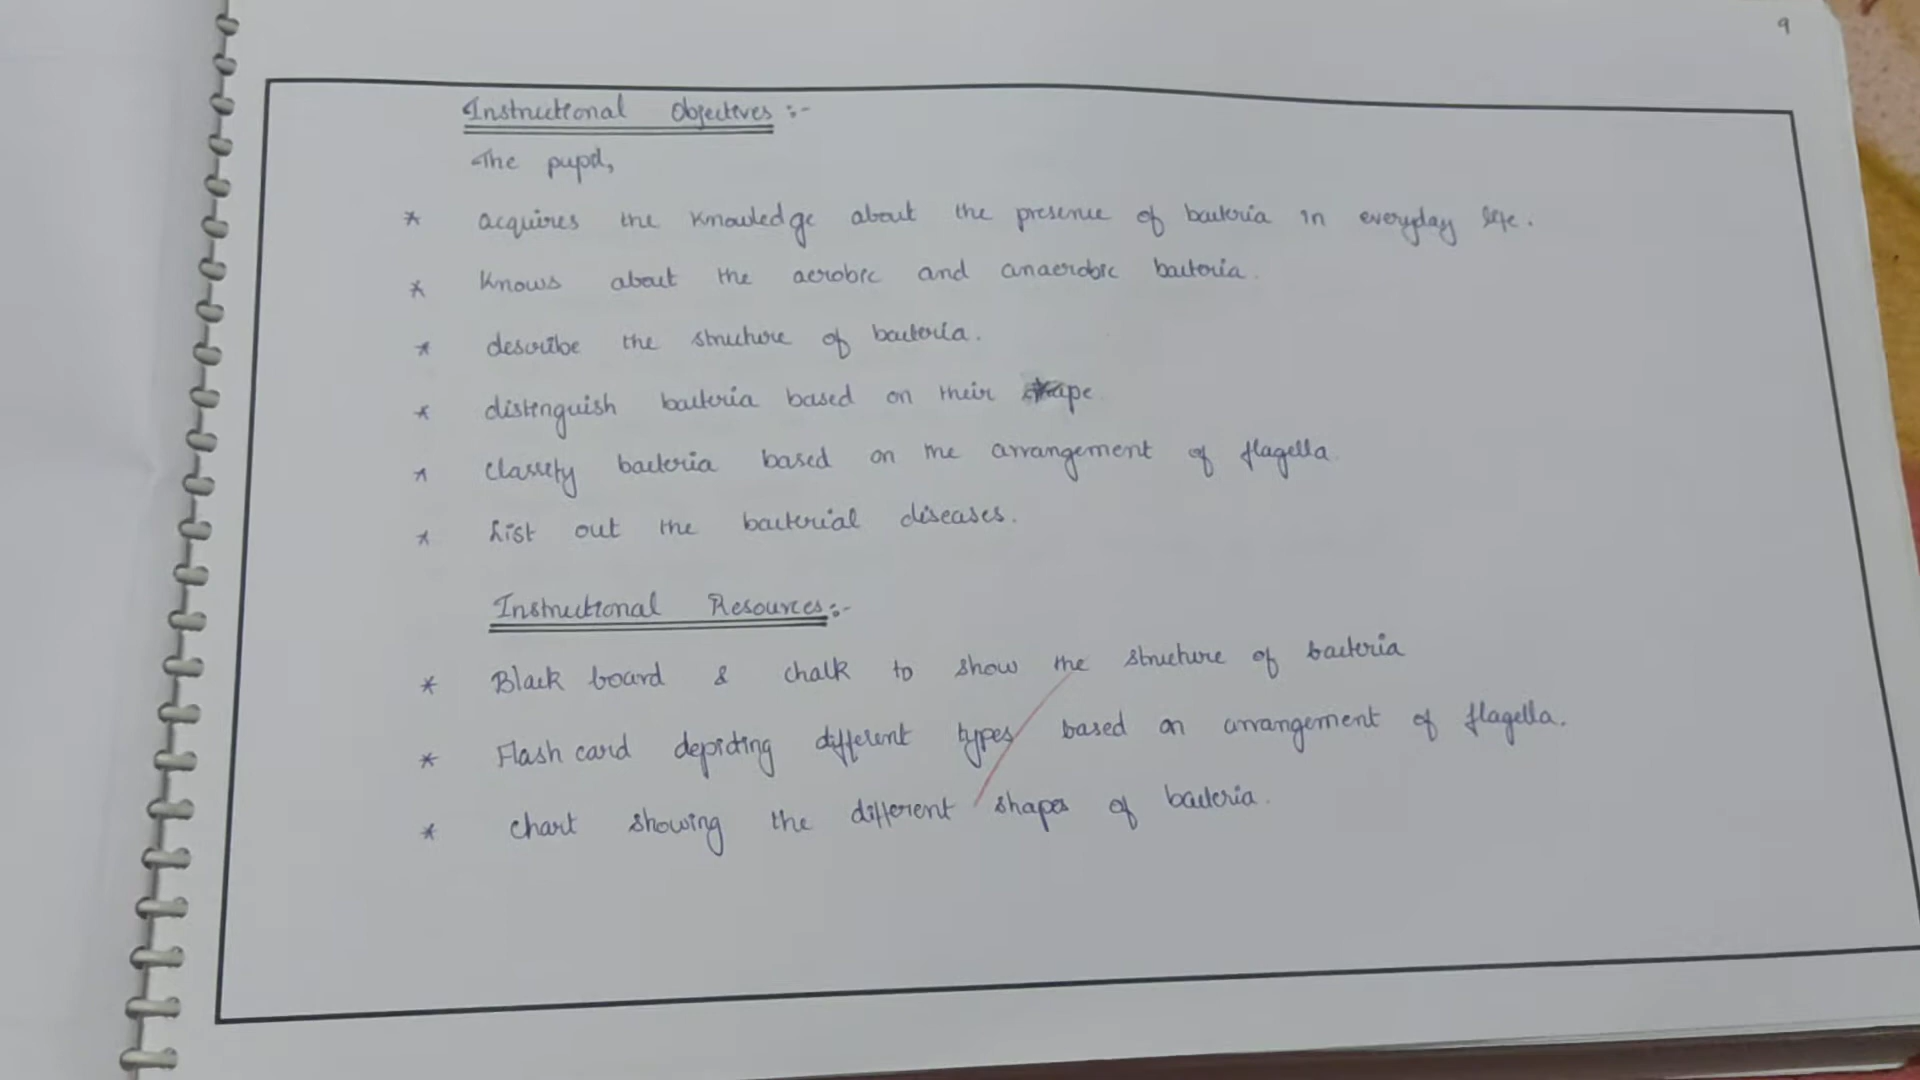 9
Instructional Objectives :-
The pupil,
* acquires the knowledge about the presence of bacteria in everyday life.
* Knows about the aerobic and anaerobic bacteria.
* describe the structure of bacteria.
* distinguish bacteria based on their shape
* classify bacteria based on the arrangement of flagella.
* List out the bacterial diseases.
Instructional Resources:-
* Black board & chalk to show the structure of bacteria
* Flash card depicting different types based on arrangement of flagella.
* chart showing the different shapes of bacteria.